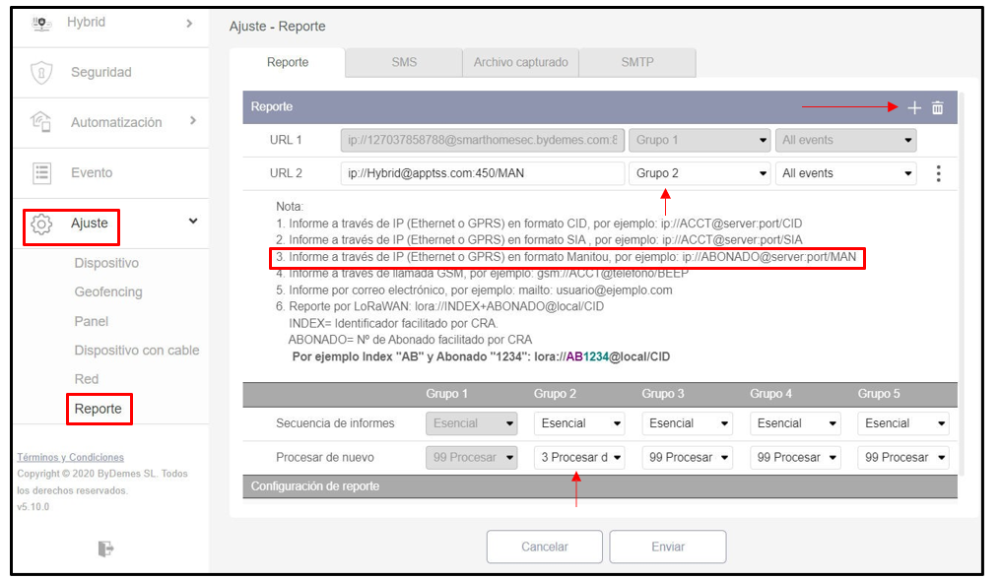 Hybrid
Seguridad
Automatización
Evento
Ajuste
Dispositivo
Geofencing
Panel
Dispositivo con cable
Red
Reporte
Términos y Condiciones
Copyright © 2020 ByDemes SL. Todos
los derechos reservados.
v5.10.0
Ajuste - Reporte
Reporte SMS Archivo capturado SMTP
Reporte
URL 1 ip://127037858788@smarthomesec.bydemes.com:8 Grupo 1 All events
URL 2 ip://Hybrid@apptss.com:450/MAN Grupo 2 All events
Nota:
1. Informe a través de IP (Ethernet o GPRS) en formato CID, por ejemplo: ip://ACCT@server:port/CID
2. Informe a través de IP (Ethernet o GPRS) en formato SIA , por ejemplo: ip://ACCT@server:port/SIA
3. Informe a través de IP (Ethernet o GPRS) en formato Manitou, por ejemplo: ip://ABONADO@server:port/MAN
4. Informe a través de llamada GSM, por ejemplo: gsm://ACCT@telefono/BEEP
5. Informe por correo electrónico, por ejemplo: mailto: usuario@ejemplo.com
6. Reporte por LoRaWAN: lora://INDEX+ABONADO@local/CID
INDEX= Identificador facilitado por CRA.
ABONADO= Nº de Abonado facilitado por CRA
Por ejemplo Index "AB" y Abonado "1234": lora://AB1234@local/CID
Grupo 1 Grupo 2 Grupo 3 Grupo 4 Grupo 5
Secuencia de informes Esencial Esencial Esencial Esencial Esencial
Procesar de nuevo 99 Procesar 3 Procesar d 99 Procesar 99 Procesar 99 Procesar
Configuración de reporte
Cancelar Enviar